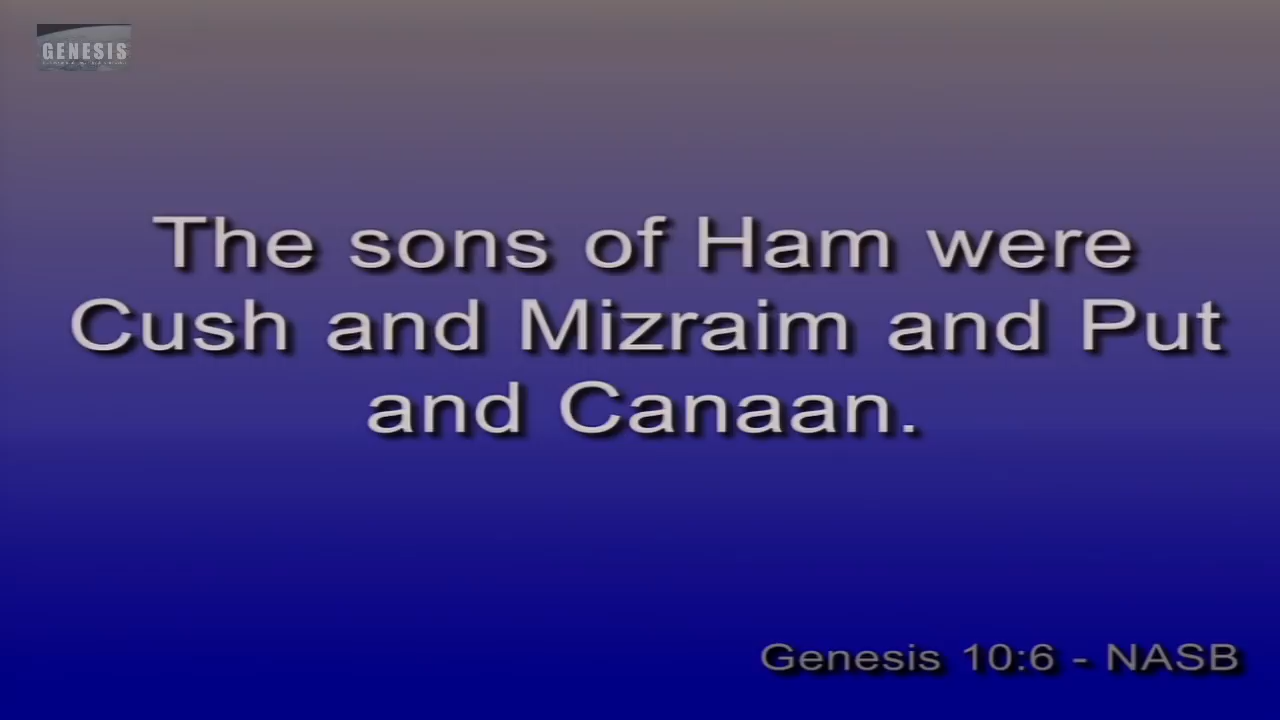 GENESIS
The sons of Ham were
Cush and Mizraim and Put
and Canaan.
Genesis 10:6 - NASB